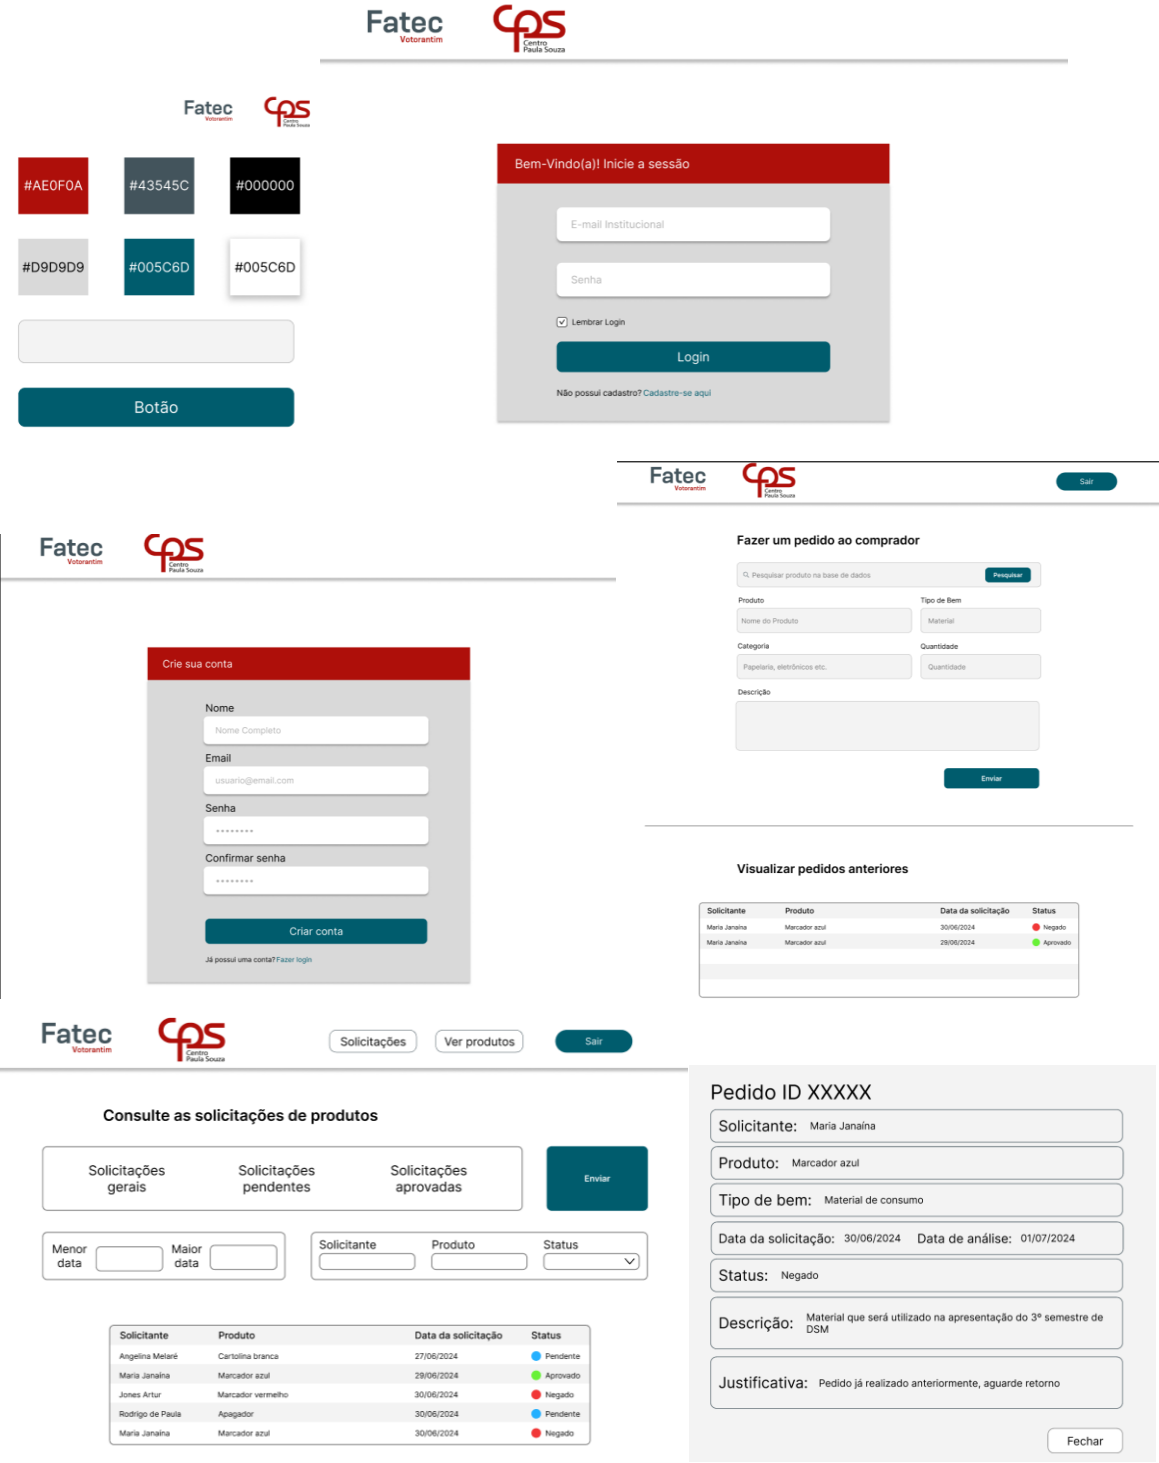 Fatec
Votorantim
CPS
Centro
Paula Souza
Fatec
Votorantim
CPS
Centro
Paula Souza
#AE0F0A
#43545C
#000000
#D9D9D9
#005C6D
#005C6D
Botão
Bem-Vindo(a)! Inicie a sessão
E-mail Institucional
Senha
Lembrar Login
Login
Não possui cadastro? Cadastre-se aqui
Fatec
Votorantim
CPS
Centro
Paula Souza
Crie sua conta
Nome
Nome Completo
Email
usuario@email.com
Senha
********
Confirmar senha
********
Criar conta
Já possui uma conta? Fazer login
Fatec
Votorantim
CPS
Centro
Paula Souza
Sair
Fazer um pedido ao comprador
Pesquisar produto na base de dados
Pesquisar
Produto Tipo de Bem
Nome do Produto Material
Categoria Quantidade
Papelaria, eletrônicos etc. Quantidade
Descrição
Enviar
Visualizar pedidos anteriores
Solicitante Produto Data da solicitação Status
Maria Janaína Marcador azul 30/06/2024 Negado
Maria Janaína Marcador azul 29/06/2024 Aprovado
Fatec
Votorantim
CPS
Centro
Paula Souza
Solicitações Ver produtos Sair
Consulte as solicitações de produtos
Solicitações gerais
Solicitações pendentes
Solicitações aprovadas
Enviar
Menor data
Maior data
Solicitante Produto Status
Solicitante Produto Data da solicitação Status
Angelina Melaré Cartolina branca 27/06/2024 Pendente
Maria Janaína Marcador azul 29/06/2024 Aprovado
Jones Artur Marcador vermelho 30/06/2024 Negado
Rodrigo de Paula Apagador 30/06/2024 Pendente
Maria Janaína Marcador azul 30/06/2024 Negado
Pedido ID XXXXX
Solicitante: Maria Janaína
Produto: Marcador azul
Tipo de bem: Material de consumo
Data da solicitação: 30/06/2024 Data de análise: 01/07/2024
Status: Negado
Descrição: Material que será utilizado na apresentação do 3º semestre de
DSM
Justificativa: Pedido já realizado anteriormente, aguarde retorno
Fechar